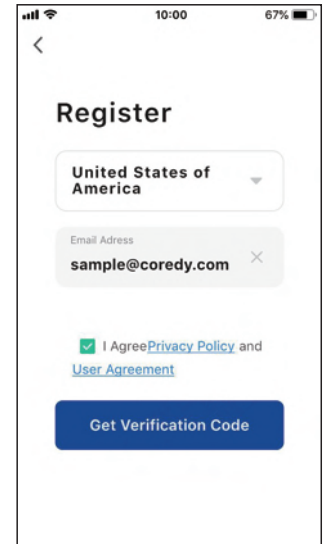 10:00
67%
Register
United States of
America
Email Adress
sample@coredy.com
I AgreePrivacy Policy and
User Agreement
Get Verification Code